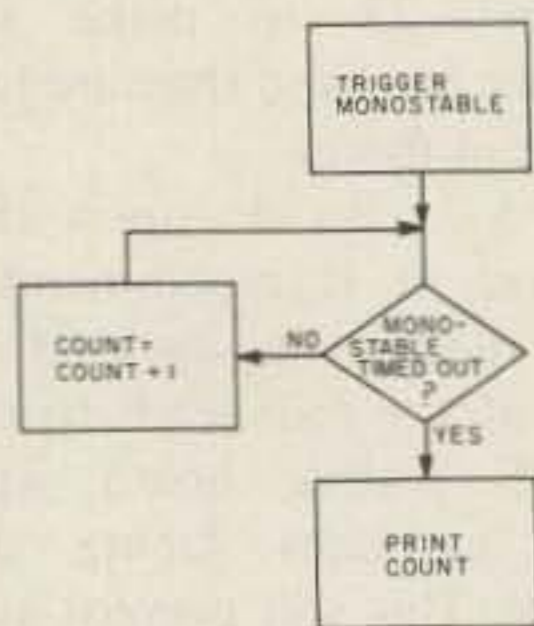 TRIGGER
MONOSTABLE
MONO-
STABLE
TIMED OUT
?
NO
COUNT=
COUNT + 1
YES
PRINT
COUNT